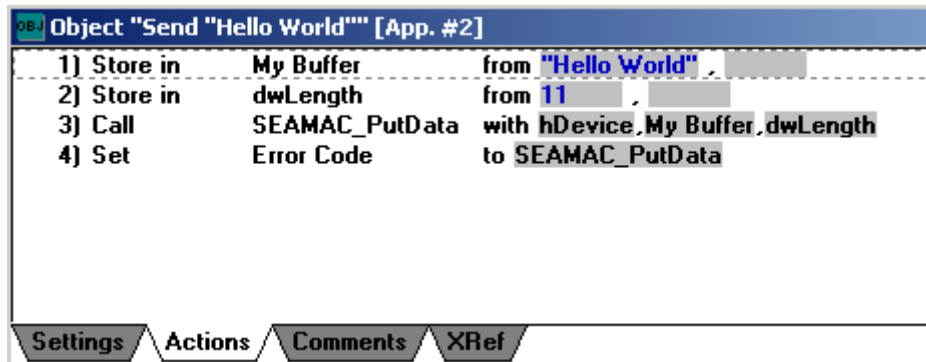 OBJ Object "Send "Hello World"" [App. #2]
1) Store in My Buffer from "Hello World" ,
2) Store in dwLength from 11 ,
3) Call SEAMAC_PutData with hDevice,My Buffer,dwLength
4) Set Error Code to SEAMAC_PutData
Settings Actions Comments XRef